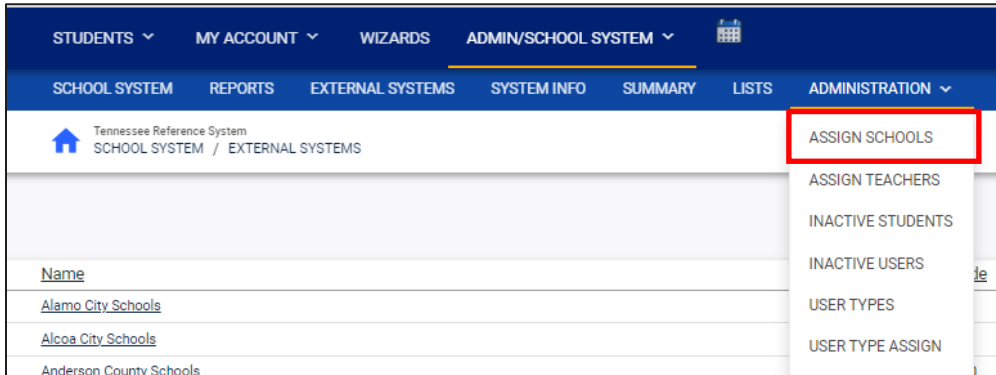 STUDENTS MY ACCOUNT WIZARDS ADMIN/SCHOOL SYSTEM
SCHOOL SYSTEM REPORTS EXTERNAL SYSTEMS SYSTEM INFO SUMMARY LISTS ADMINISTRATION
Tennessee Reference System
SCHOOL SYSTEM / EXTERNAL SYSTEMS
ASSIGN SCHOOLS
ASSIGN TEACHERS
INACTIVE STUDENTS
INACTIVE USERS
USER TYPES
USER TYPE ASSIGN
Name
Alamo City Schools
Alcoa City Schools
Anderson County Schools